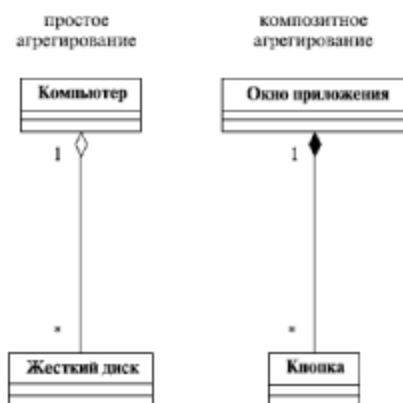 простое
агрегирование
композитное
агрегирование
Компьютер
Окно приложения
1
1
*
*
Жесткий диск
Кнопка